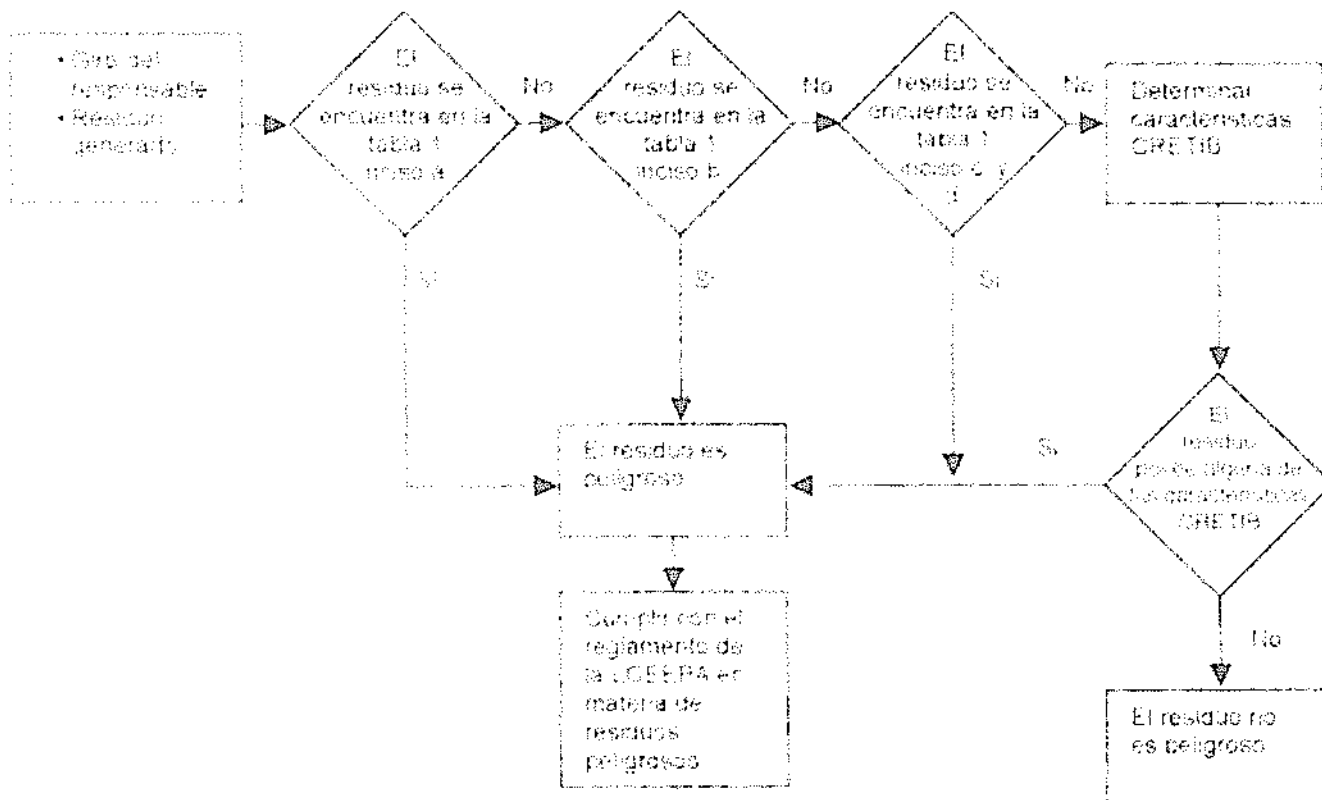 • Giro del
responsable
• Residuo
generado
El
residuo se
encuentra en la
tabla 1
inciso a
No
El
residuo se
encuentra en la
tabla 1
inciso b
No
El
residuo se
encuentra en la
tabla 1
inciso c y
d
No
Determinar
características
CRETIB
Si
Si
Si
El residuo es
peligroso
Si
El
residuo
posee alguna de
las características
CRETIB
Cumplir con el
reglamento de
la LGEEPA en
materia de
residuos
peligrosos
No
El residuo no
es peligroso